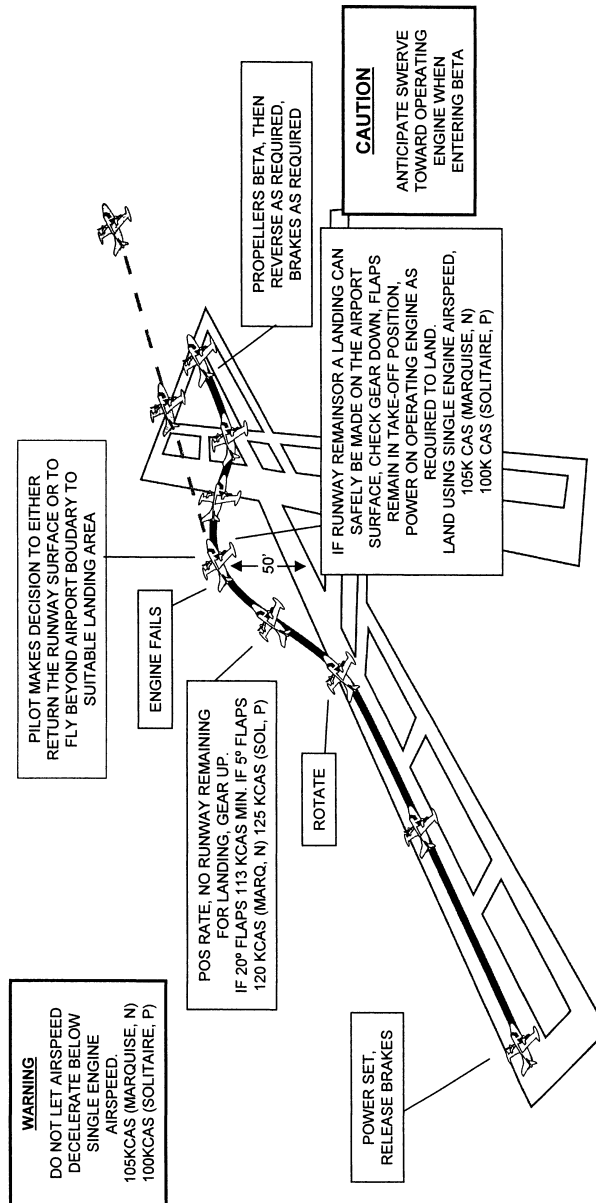 WARNING
DO NOT LET AIRSPEED
DECELERATE BELOW
SINGLE ENGINE
AIRSPEED.
105KCAS (MARQUISE, N)
100KCAS (SOLITAIRE, P)
PILOT MAKES DECISION TO EITHER
RETURN THE RUNWAY SURFACE OR TO
FLY BEYOND AIRPORT BOUDARY TO
SUITABLE LANDING AREA
ENGINE FAILS
POS RATE, NO RUNWAY REMAINING
FOR LANDING, GEAR UP.
IF 20º FLAPS 113 KCAS MIN. IF 5º FLAPS
120 KCAS (MARQ, N) 125 KCAS (SOL, P)
ROTATE
POWER SET,
RELEASE BRAKES
50'
PROPELLERS BETA, THEN
REVERSE AS REQUIRED,
BRAKES AS REQUIRED
IF RUNWAY REMAINSOR A LANDING CAN
SAFELY BE MADE ON THE AIRPORT
SURFACE, CHECK GEAR DOWN, FLAPS
REMAIN IN TAKE-OFF POSITION,
POWER ON OPERATING ENGINE AS
REQUIRED TO LAND.
LAND USING SINGLE ENGINE AIRSPEED,
105K CAS (MARQUISE, N)
100K CAS (SOLITAIRE, P)
CAUTION
ANTICIPATE SWERVE
TOWARD OPERATING
ENGINE WHEN
ENTERING BETA